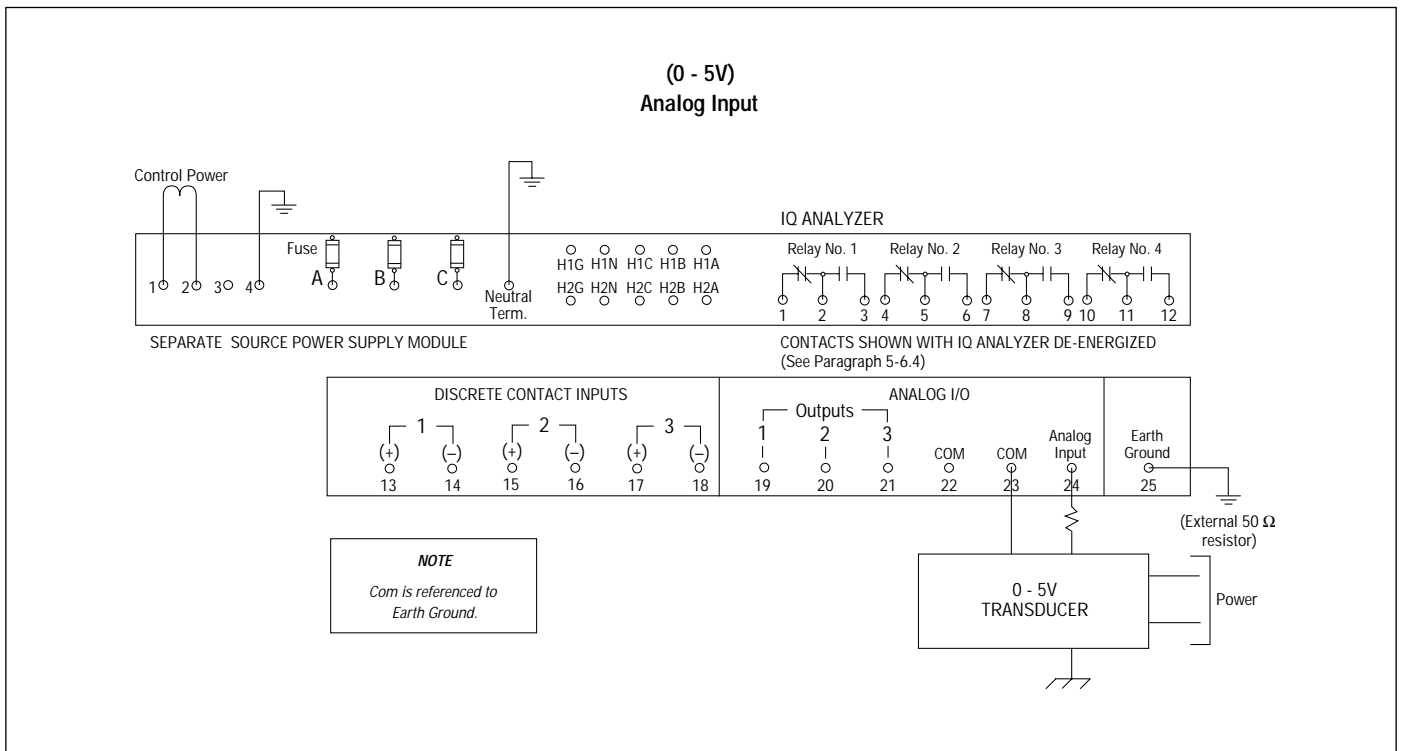 (0 - 5V)
Analog Input
Control Power
IQ ANALYZER
Fuse
A B C
1 2 3 4
Neutral
Term.
H1G H1N H1C H1B H1A
H2G H2N H2C H2B H2A
Relay No. 1 Relay No. 2 Relay No. 3 Relay No. 4
1 2 3 4 5 6 7 8 9 10 11 12
SEPARATE SOURCE POWER SUPPLY MODULE
CONTACTS SHOWN WITH IQ ANALYZER DE-ENERGIZED
(See Paragraph 5-6.4)
DISCRETE CONTACT INPUTS
1 2 3
(+) (–) (+) (–) (+) (–)
13 14 15 16 17 18
ANALOG I/O
Outputs
1 2 3
COM COM
Analog
Input
Earth
Ground
19 20 21 22 23 24 25
(External 50 Ω
resistor)
NOTE
Com is referenced to
Earth Ground.
0 - 5V
TRANSDUCER
Power